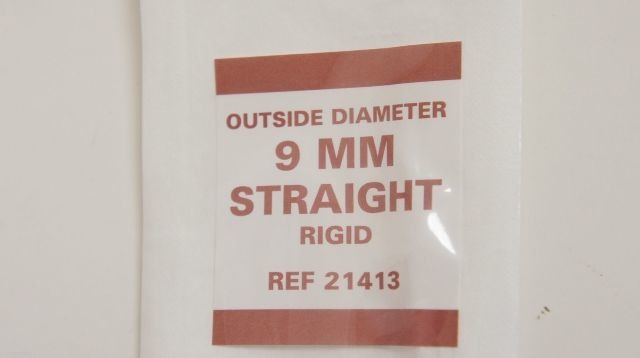 OUTSIDE DIAMETER
9 MM
STRAIGHT
RIGID
REF 21413